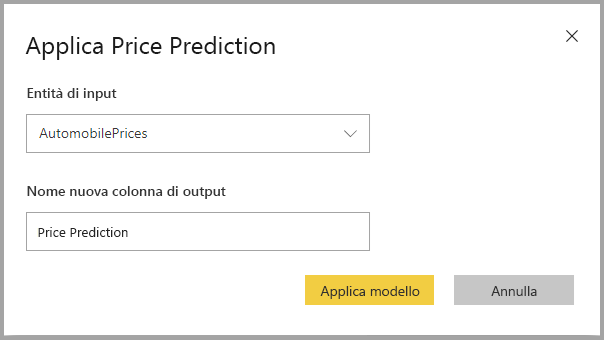 Applica Price Prediction
Entità di input
AutomobilePrices
Nome nuova colonna di output
Price Prediction
Applica modello
Annulla